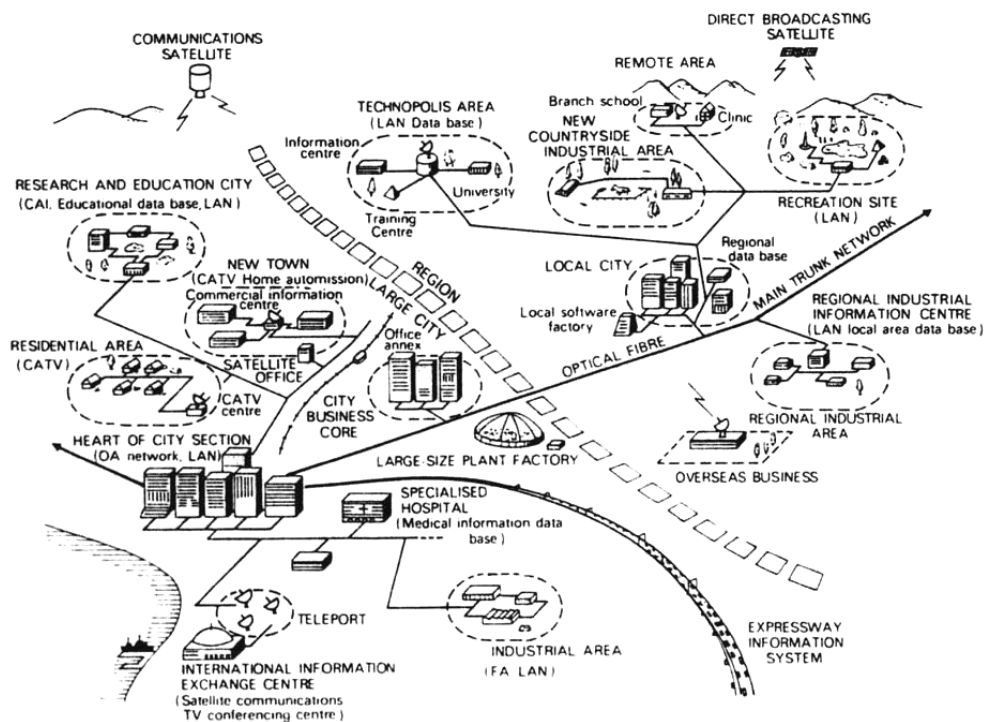 COMMUNICATIONS
SATELLITE
DIRECT BROADCASTING
SATELLITE
REMOTE AREA
Branch school
Clinic
TECHNOPOLIS AREA
(LAN Data base)
Information
centre
University
Training
Centre
NEW
COUNTRYSIDE
INDUSTRIAL AREA
RECREATION SITE
(LAN)
RESEARCH AND EDUCATION CITY
(CAI, Educational data base, LAN)
NEW TOWN
(CATV Home automission)
Commercial information
centre
REGION
LARGE CITY
LOCAL CITY
Regional
data base
Local software
factory
MAIN TRUNK NETWORK
OPTICAL FIBRE
REGIONAL INDUSTRIAL
INFORMATION CENTRE
(LAN local area data base)
REGIONAL INDUSTRIAL
AREA
RESIDENTIAL AREA
(CATV)
CATV
centre
SATELLITE
OFFICE
Office
annex
CITY
BUSINESS
CORE
HEART OF CITY SECTION
(OA network, LAN)
LARGE-SIZE PLANT FACTORY
OVERSEAS BUSINESS
SPECIALISED
HOSPITAL
(Medical information data
base)
TELEPORT
INTERNATIONAL INFORMATION
EXCHANGE CENTRE
(Satellite communications
TV conferencing centre)
INDUSTRIAL AREA
(FA LAN)
EXPRESSWAY
INFORMATION
SYSTEM